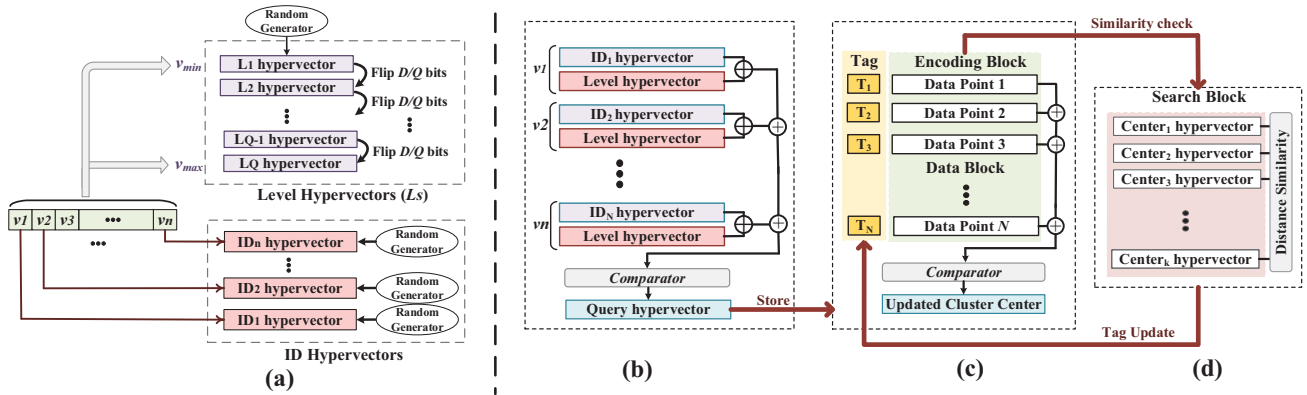 Random
Generator
L1 hypervector
L2 hypervector
LQ-1 hypervector
LQ hypervector
Flip D/Q bits
Flip D/Q bits
Flip D/Q bits
Level Hypervectors (Ls)
vmin
vmax
v1 v2 v3 ••• vn
•••
IDn hypervector
Random
Generator
ID2 hypervector
Random
Generator
ID1 hypervector
Random
Generator
ID Hypervectors
(a)
v1
ID1 hypervector
Level hypervector
v2
ID2 hypervector
Level hypervector
vn
IDN hypervector
Level hypervector
Comparator
Query hypervector
Store
(b)
Tag
Encoding Block
T1 Data Point 1
T2 Data Point 2
T3 Data Point 3
Data Block
TN Data Point N
Comparator
Updated Cluster Center
(c)
Similarity check
Search Block
Center1 hypervector
Center2 hypervector
Center3 hypervector
Centerk hypervector
Distance Similarity
Tag Update
(d)